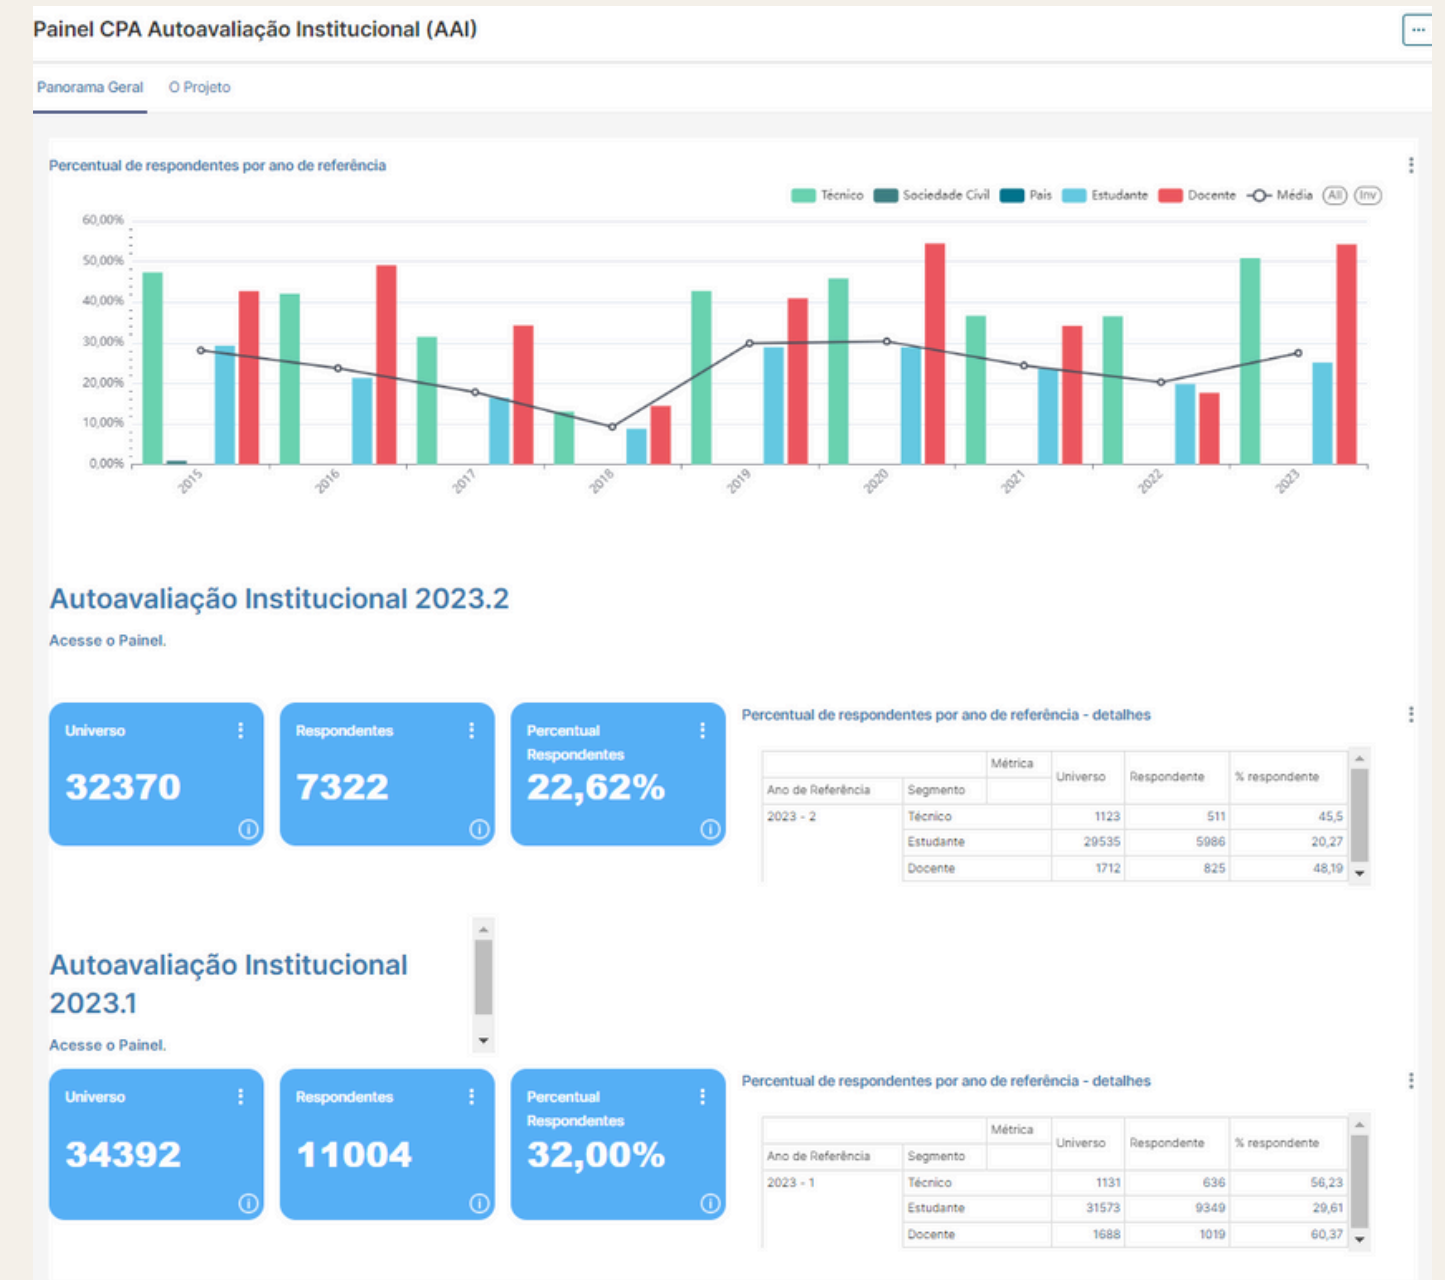 Painel CPA Autoavaliação Institucional (AAI)
Panorama Geral O Projeto
Percentual de respondentes por ano de referência
Técnico Sociedade Civil Pais Estudante Docente Média All Inv
60,00%
50,00%
40,00%
30,00%
20,00%
10,00%
0,00%
2015 2016 2017 2018 2019 2020 2021 2022 2023
Autoavaliação Institucional 2023.2
Acesse o Painel.
Universo
32370
Respondentes
7322
Percentual
Respondentes
22,62%
Percentual de respondentes por ano de referência - detalhes
Métrica Universo Respondente % respondente
Ano de Referência Segmento
2023 - 2 Técnico 1123 511 45,5
Estudante 29535 5986 20,27
Docente 1712 825 48,19
Autoavaliação Institucional
2023.1
Acesse o Painel.
Universo
34392
Respondentes
11004
Percentual
Respondentes
32,00%
Percentual de respondentes por ano de referência - detalhes
Métrica Universo Respondente % respondente
Ano de Referência Segmento
2023 - 1 Técnico 1131 636 56,23
Estudante 31573 9349 29,61
Docente 1688 1019 60,37